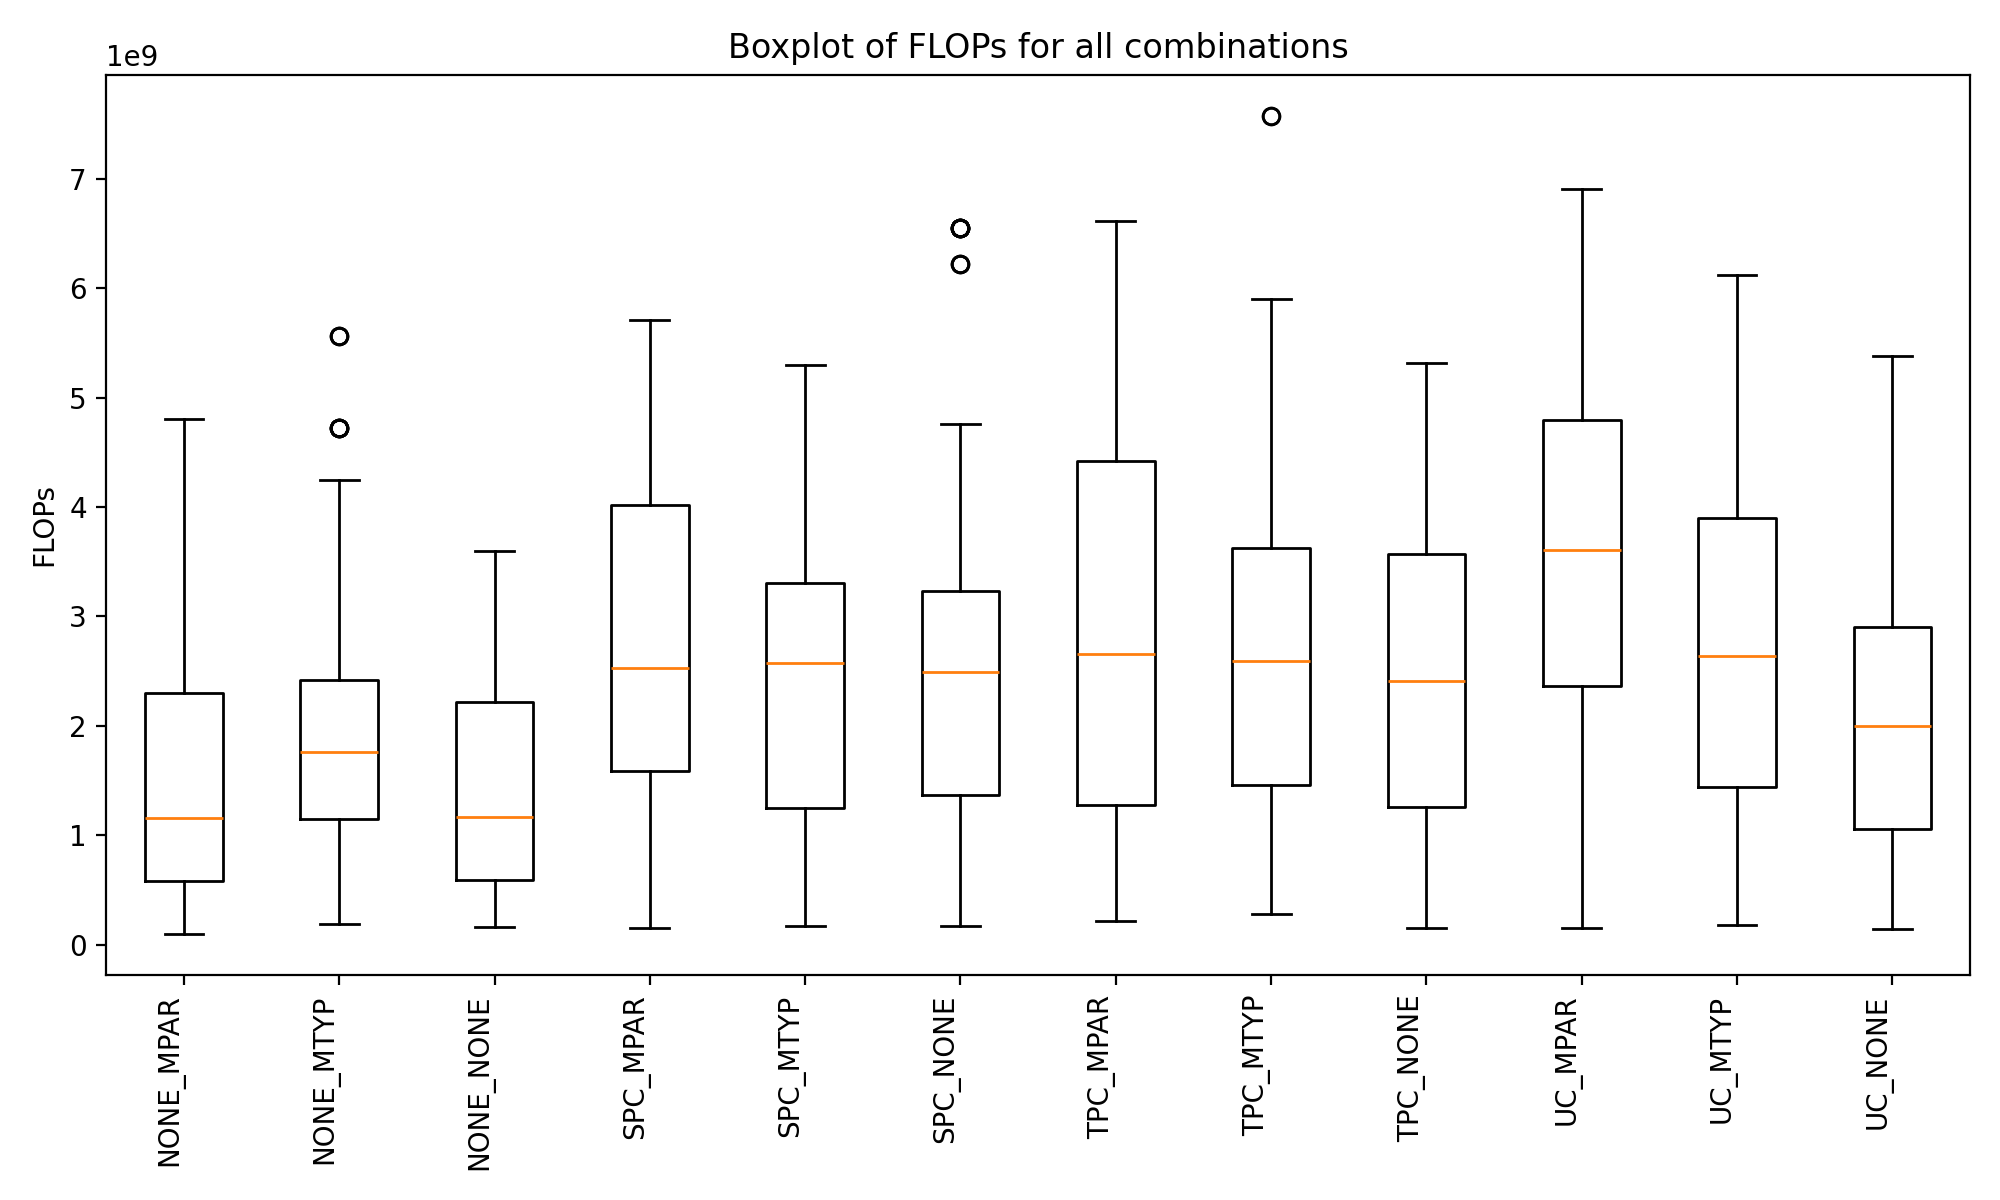 Boxplot of FLOPs for all combinations
1e9
7
6
5
4
3
2
1
0
FLOPs
NONE_MPAR
NONE_MTYP
NONE_NONE
SPC_MPAR
SPC_MTYP
SPC_NONE
TPC_MPAR
TPC_MTYP
TPC_NONE
UC_MPAR
UC_MTYP
UC_NONE